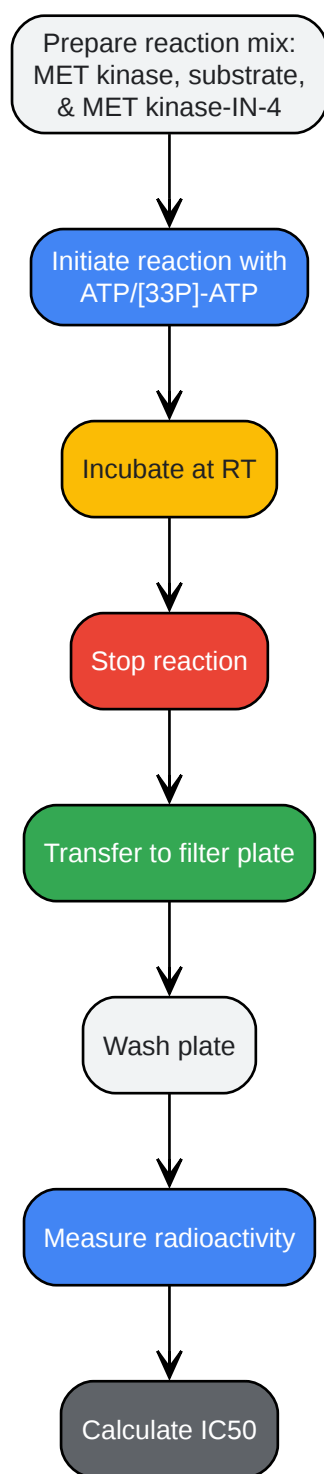 Prepare reaction mix:
MET kinase, substrate,
& MET kinase-IN-4
Initiate reaction with
ATP/[33P]-ATP
Incubate at RT
Stop reaction
Transfer to filter plate
Wash plate
Measure radioactivity
Calculate IC50